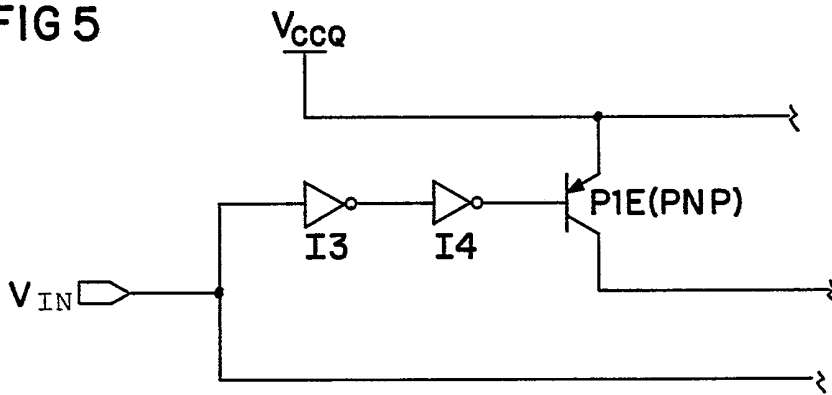 FIG 5
VCCQ
P1E(PNP)
I3
I4
VIN